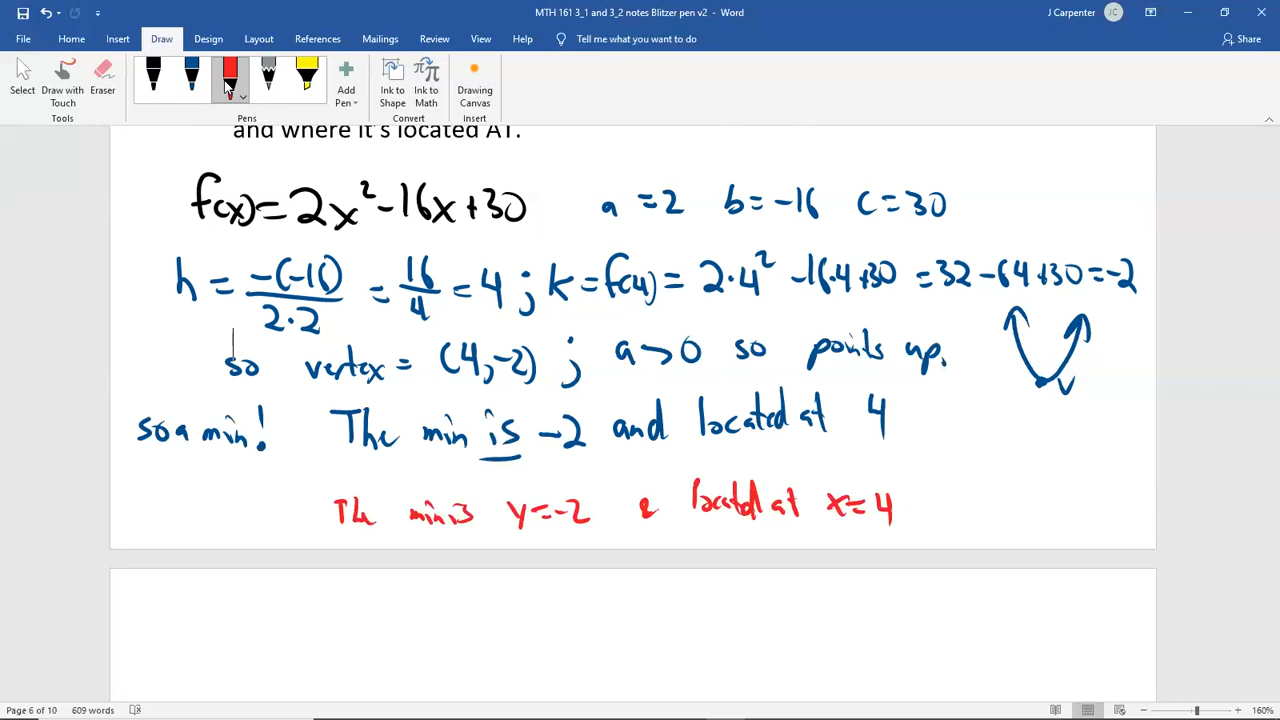 MTH 161 3_1 and 3_2 notes Blitzer pen v2 - Word
J Carpenter JC
File Home Insert Draw Design Layout References Mailings Review View Help Tell me what you want to do Share
Select Draw with Touch Eraser Add Pen Ink to Shape Ink to Math Drawing Canvas
Tools Pens Convert Insert
and where it's located AT.
f(x) = 2x² - 16x + 30 a = 2 b = -16 c = 30
h = -(-16) / 2·2 = 16/4 = 4 ; k = f(4) = 2·4² - 16·4 + 30 = 32 - 64 + 30 = -2
so vertex = (4, -2) ; a > 0 so points up. V
so a min! The min is -2 and located at 4
The min is y = -2 & located at x = 4
Page 6 of 10 609 words 160%